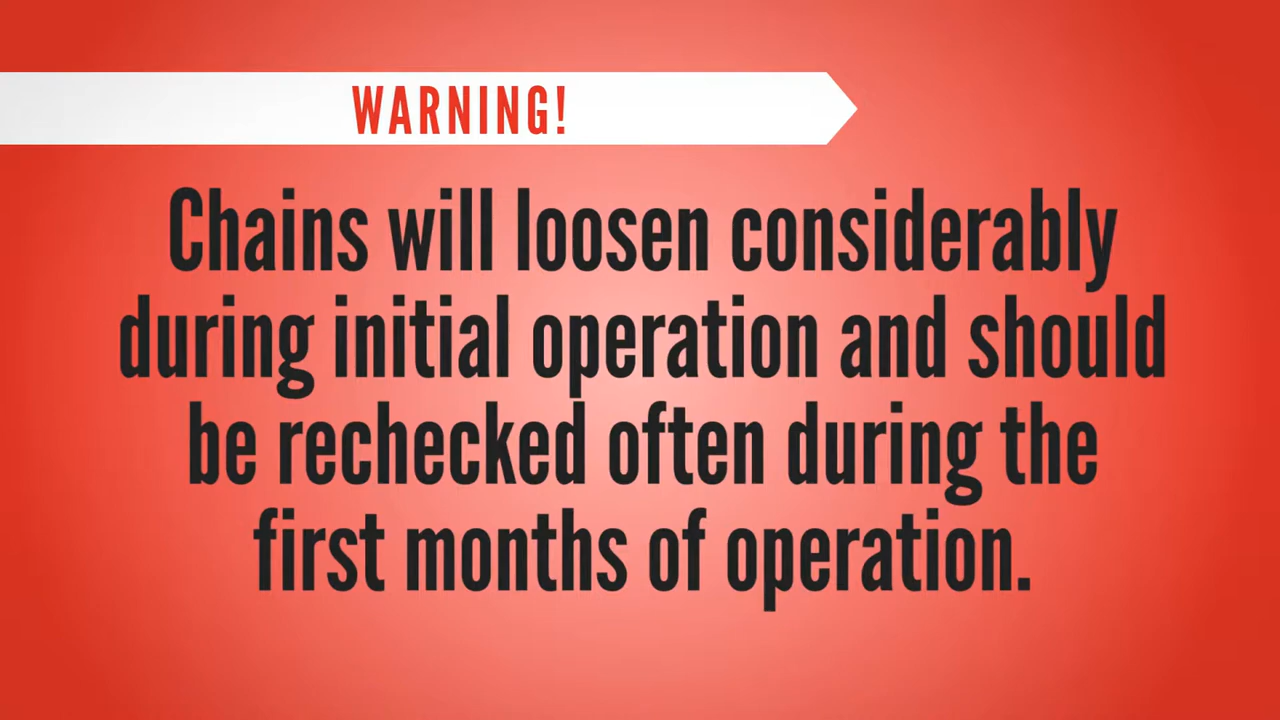 WARNING!
Chains will loosen considerably
during initial operation and should
be rechecked often during the
first months of operation.